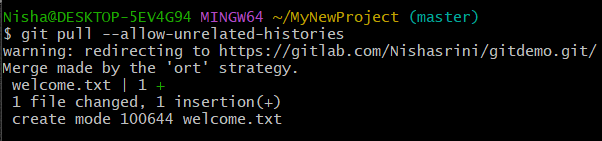 Nisha@DESKTOP-5EV4G94 MINGW64 ~/MyNewProject (master)
$ git pull --allow-unrelated-histories
warning: redirecting to https://gitlab.com/Nishasrini/gitdemo.git/
Merge made by the 'ort' strategy.
 welcome.txt | 1 +
 1 file changed, 1 insertion(+)
 create mode 100644 welcome.txt